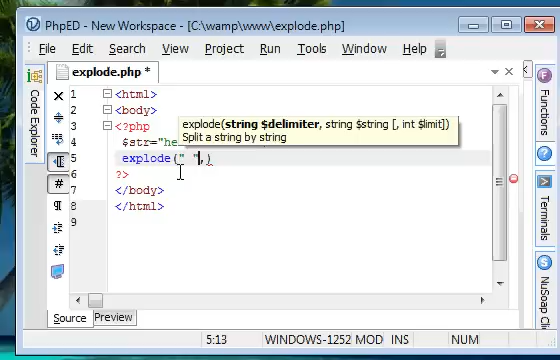 PhpED - New Workspace - [C:\wamp\www\explode.php]
File Edit Search View Project Run Tools Window Help
explode.php *
Code Explorer
1 <html>
2 <body>
3 <?php
explode(string $delimiter, string $string [, int $limit])
Split a string by string
4 $str="he
5 explode(" ",)
6 ?>
7 </body>
8 </html>
9
Functions
Terminals
NuSoap Cli
Source Preview
5:13 WINDOWS-1252 MOD INS NUM